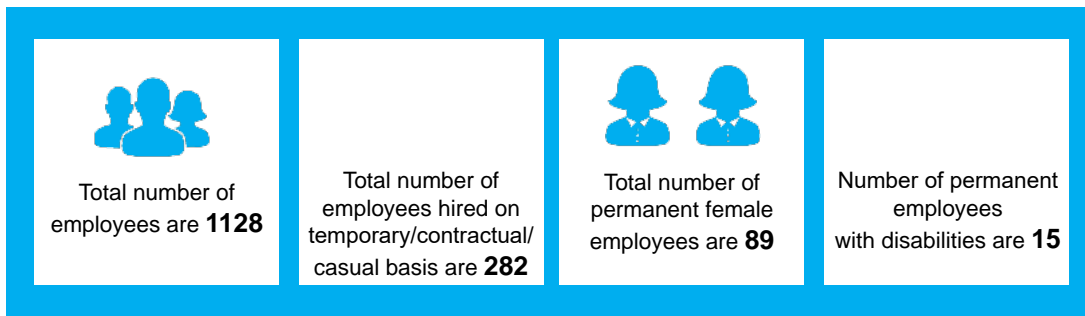 Total number of
employees are 1128
Total number of
employees hired on
temporary/contractual/
casual basis are 282
Total number of
permanent female
employees are 89
Number of permanent
employees
with disabilities are 15